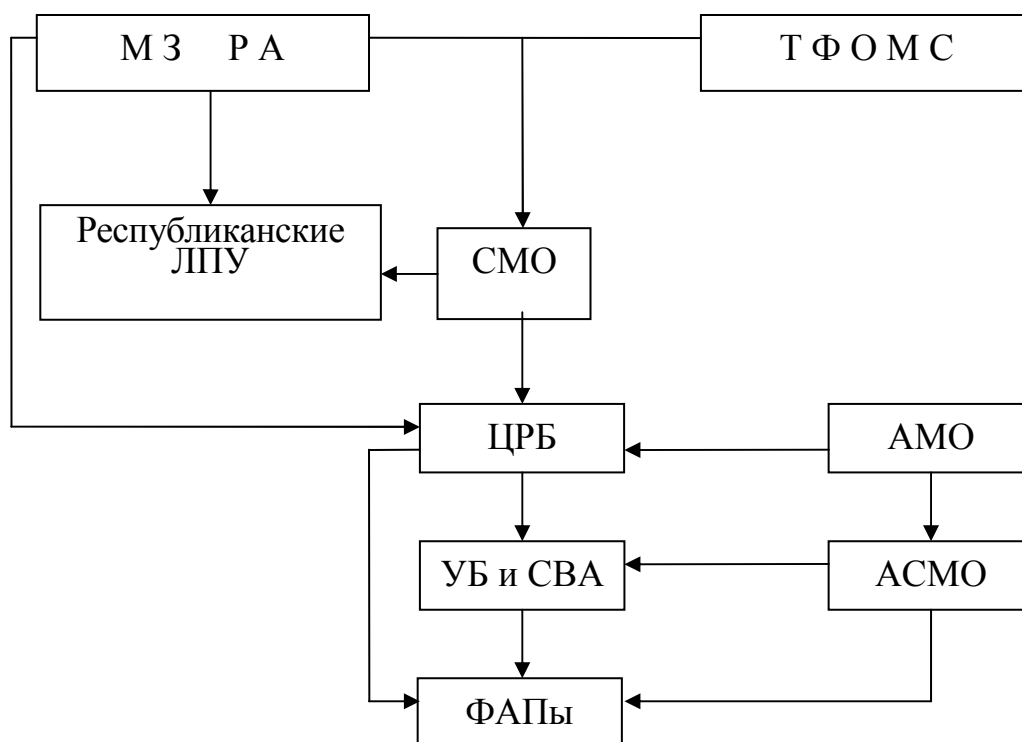 М З Р А
Т Ф О М С
Республиканские
ЛПУ
СМО
ЦРБ
АМО
УБ и СВА
АСМО
ФАПы